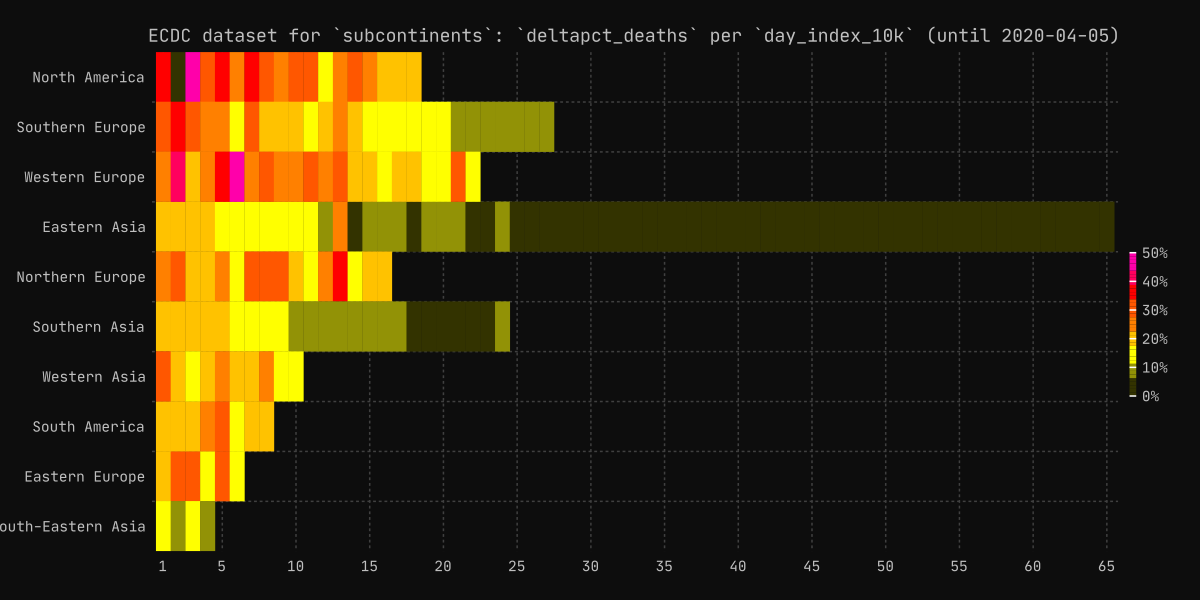 ECDC dataset for `subcontinents`: `deltapct_deaths` per `day_index_10k` (until 2020-04-05)
North America
Southern Europe
Western Europe
Eastern Asia
Northern Europe
Southern Asia
Western Asia
South America
Eastern Europe
outh-Eastern Asia
50%
40%
30%
20%
10%
0%
1 5 10 15 20 25 30 35 40 45 50 55 60 65